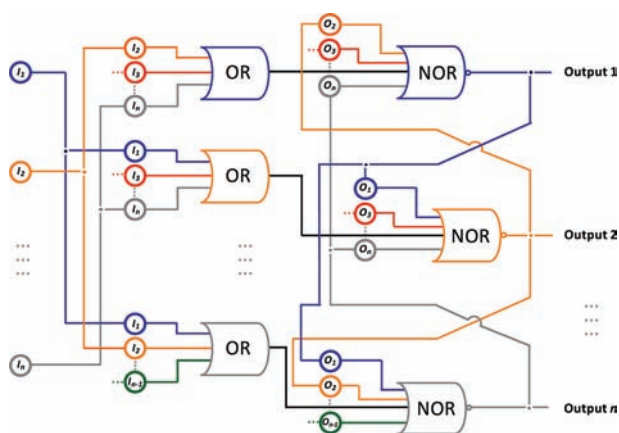 O2
I2
O3
I1
I3
OR
NOR
Output 1
In
On
I1
I2
I3
OR
O1
In
O3
NOR
Output 2
On
...
...
...
...
...
...
...
...
...
I1
O1
I2
OR
In
O2
In-1
NOR
Output n
On-1